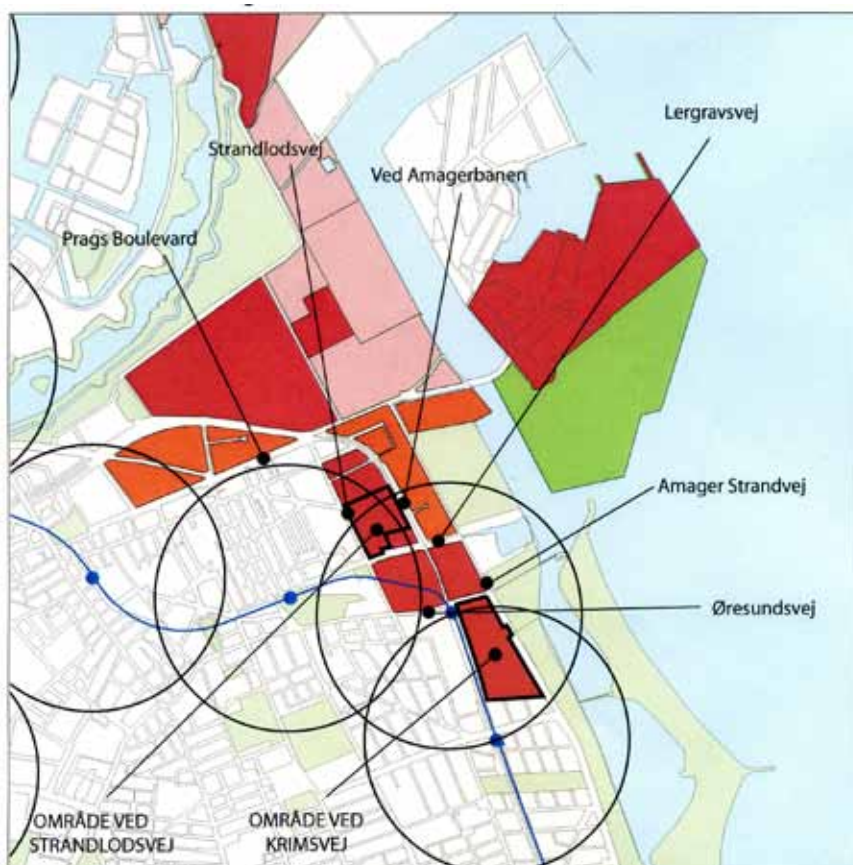 Lergravsvej
Strandlodsvej
Ved Amagerbanen
Prags Boulevard
Amager Strandvej
Øresundsvej
OMRÅDE VED
STRANDLODSVEJ
OMRÅDE VED
KRIMSVEJ